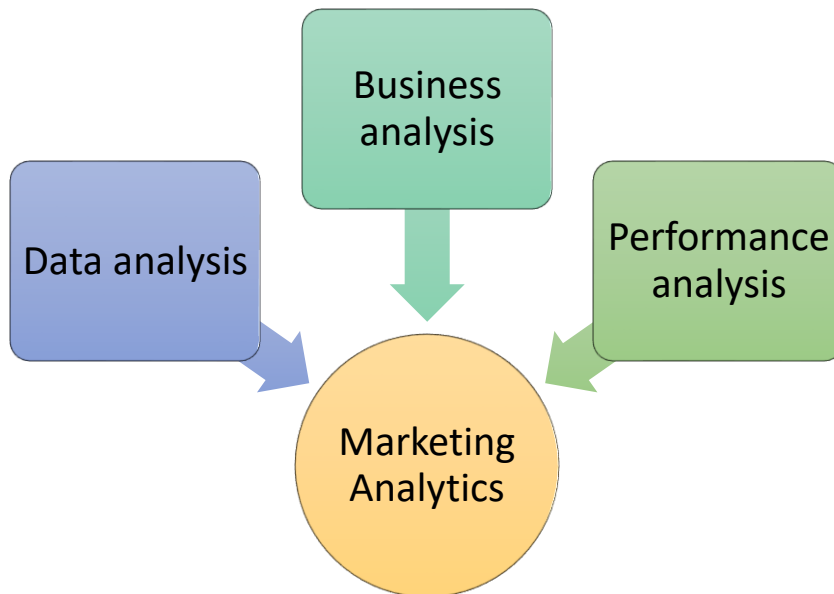 Business
analysis
Data analysis
Performance
analysis
Marketing
Analytics